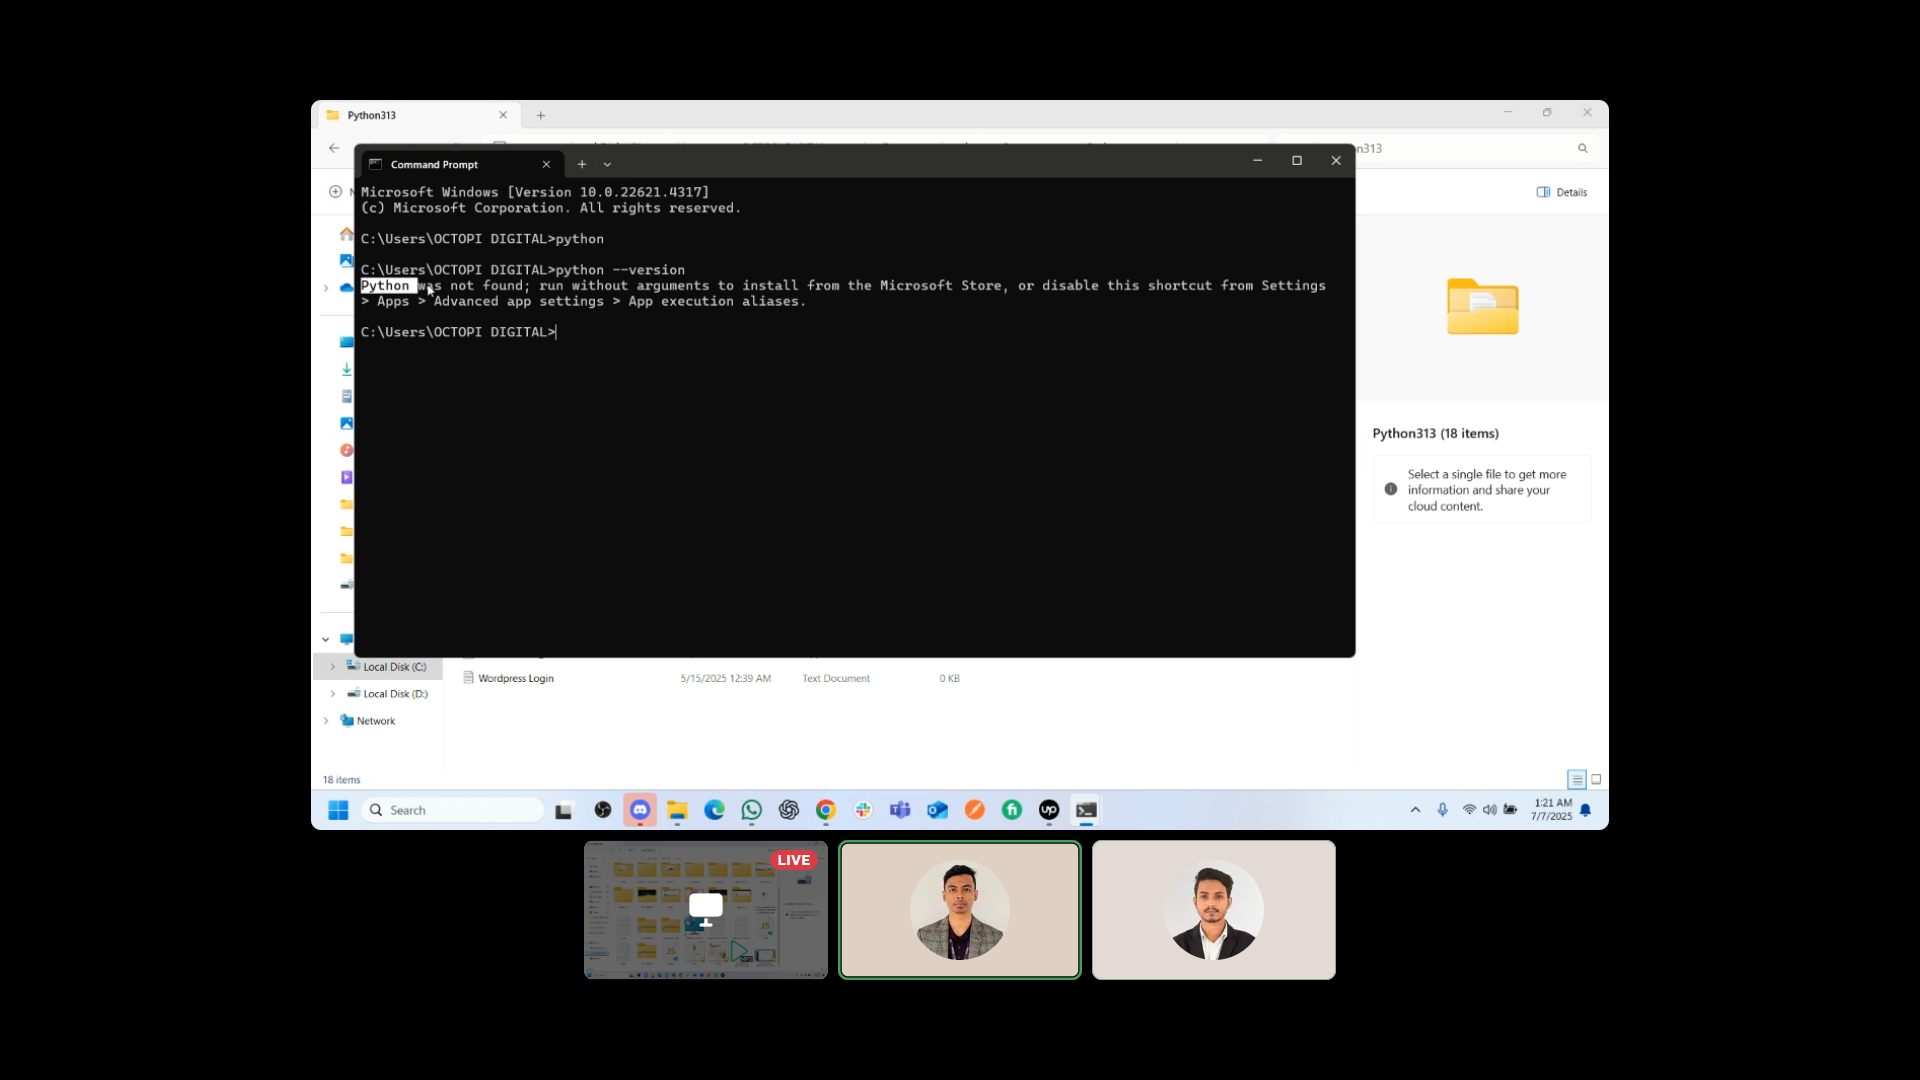 Python313
n313
Command Prompt
Microsoft Windows [Version 10.0.22621.4317]
(c) Microsoft Corporation. All rights reserved.
C:\Users\OCTOPI DIGITAL>python
C:\Users\OCTOPI DIGITAL>python --version
Python was not found; run without arguments to install from the Microsoft Store, or disable this shortcut from Settings
> Apps > Advanced app settings > App execution aliases.
C:\Users\OCTOPI DIGITAL>
Details
Python313 (18 items)
Select a single file to get more
information and share your
cloud content.
Local Disk (C:)
Wordpress Login 5/15/2025 12:39 AM Text Document 0 KB
Local Disk (D:)
Network
18 items
Search
1:21 AM
7/7/2025
LIVE